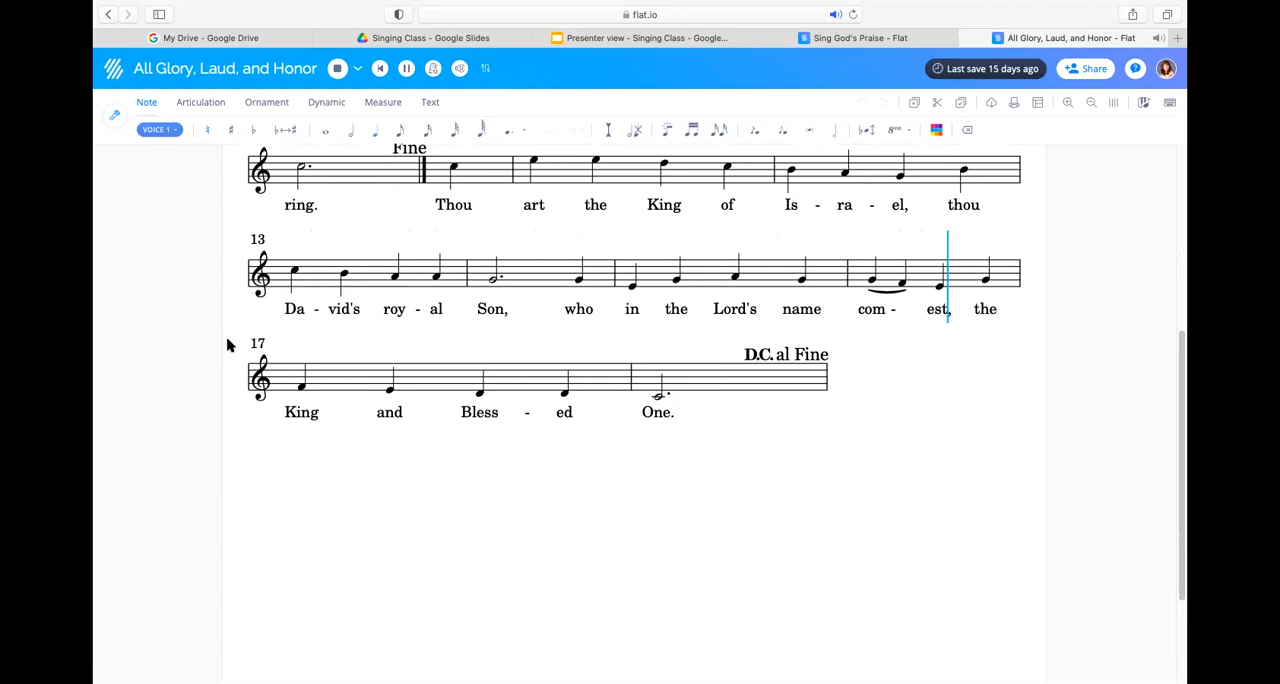 flat.io
My Drive - Google Drive
Singing Class - Google Slides
Presenter view - Singing Class - Google...
Sing God's Praise - Flat
All Glory, Laud, and Honor - Flat
All Glory, Laud, and Honor
Last save 15 days ago
Share
Note Articulation Ornament Dynamic Measure Text
VOICE 1
Fine
ring. Thou art the King of Is - ra - el, thou
13
Da - vid's roy - al Son, who in the Lord's name com - est, the
17
D.C. al Fine
King and Bless - ed One.